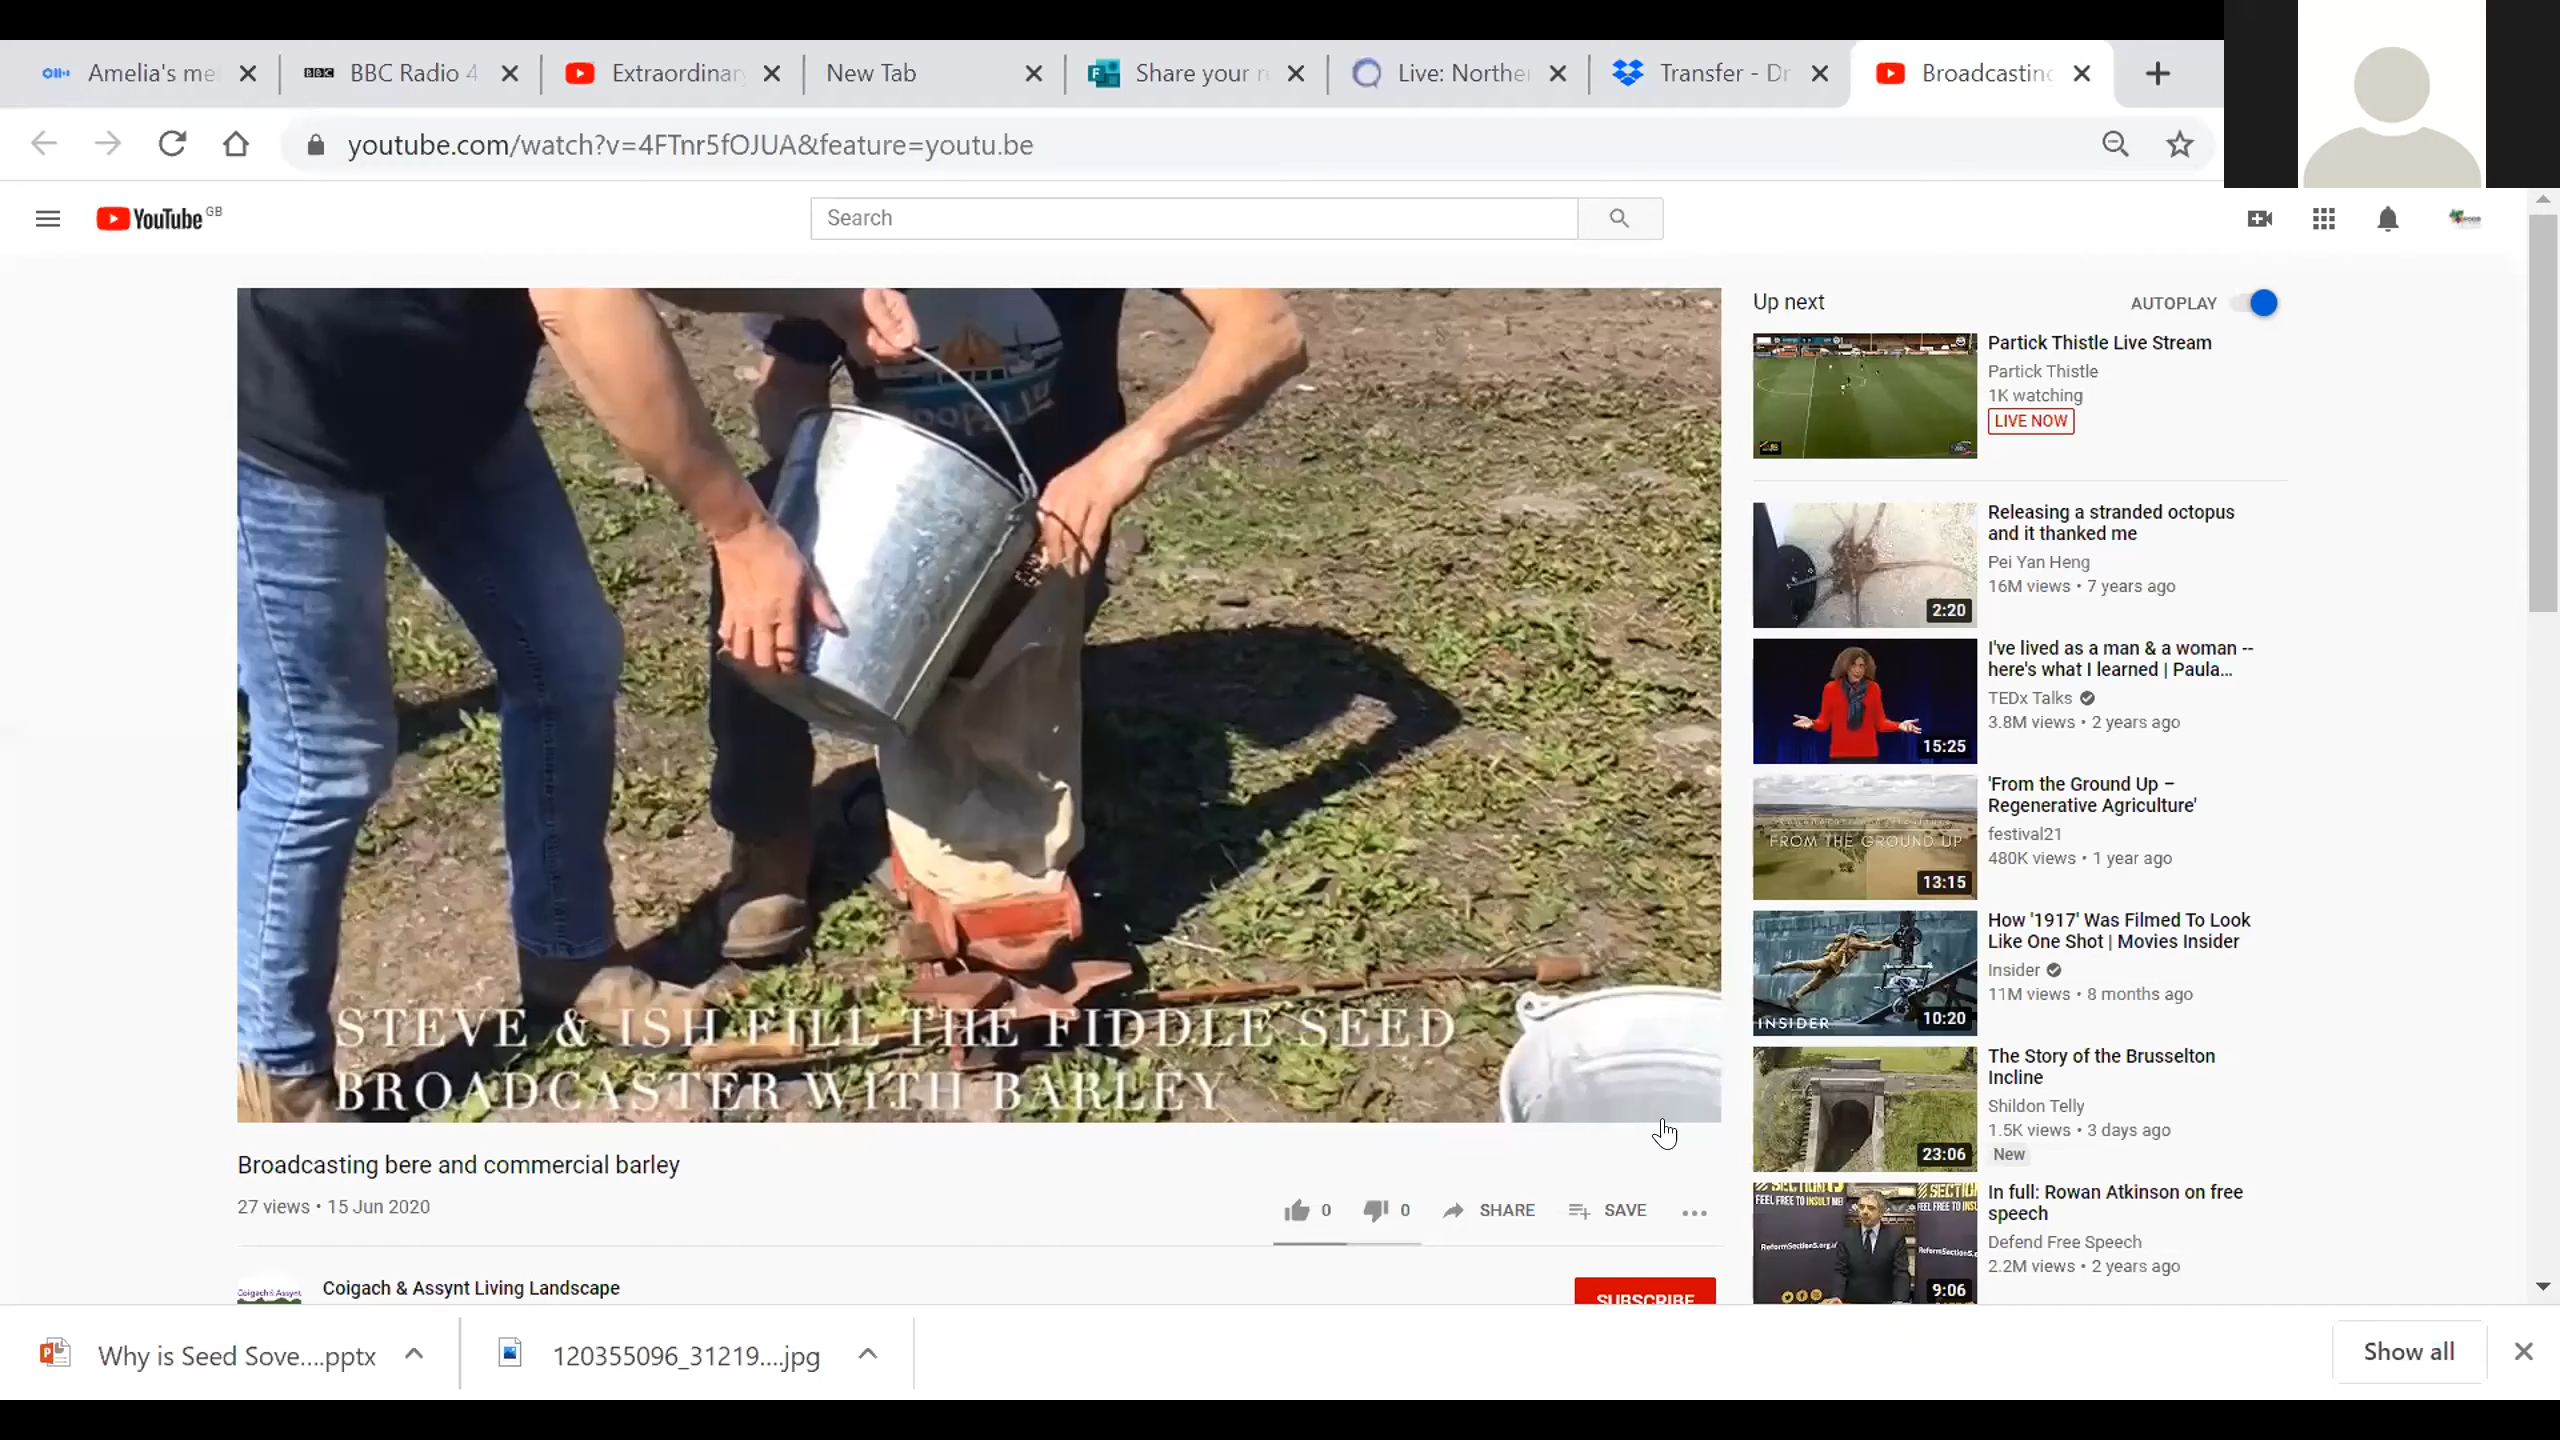 Amelia's me
BBC Radio 4
Extraordinar
New Tab
Share your r
Live: Norther
Transfer - Dr
Broadcasting
youtube.com/watch?v=4FTnr5fOJUA&feature=youtu.be
YouTube GB
Search
STEVE & ISH FILL THE FIDDLE SEED
BROADCASTER WITH BARLEY
Broadcasting bere and commercial barley
27 views • 15 Jun 2020
0
0
SHARE
SAVE
Coigach & Assynt
Coigach & Assynt Living Landscape
SUBSCRIBE
Up next
AUTOPLAY
Partick Thistle Live Stream
Partick Thistle
1K watching
LIVE NOW
2:20
Releasing a stranded octopus
and it thanked me
Pei Yan Heng
16M views • 7 years ago
15:25
I've lived as a man & a woman --
here's what I learned | Paula...
TEDx Talks
3.8M views • 2 years ago
FROM THE GROUND UP
13:15
'From the Ground Up –
Regenerative Agriculture'
festival21
480K views • 1 year ago
INSIDER
10:20
How '1917' Was Filmed To Look
Like One Shot | Movies Insider
Insider
11M views • 8 months ago
23:06
The Story of the Brusselton
Incline
Shildon Telly
1.5K views • 3 days ago
New
FEEL FREE TO INSULT ME!
9:06
In full: Rowan Atkinson on free
speech
Defend Free Speech
2.2M views • 2 years ago
Why is Seed Sove....pptx
120355096_31219....jpg
Show all